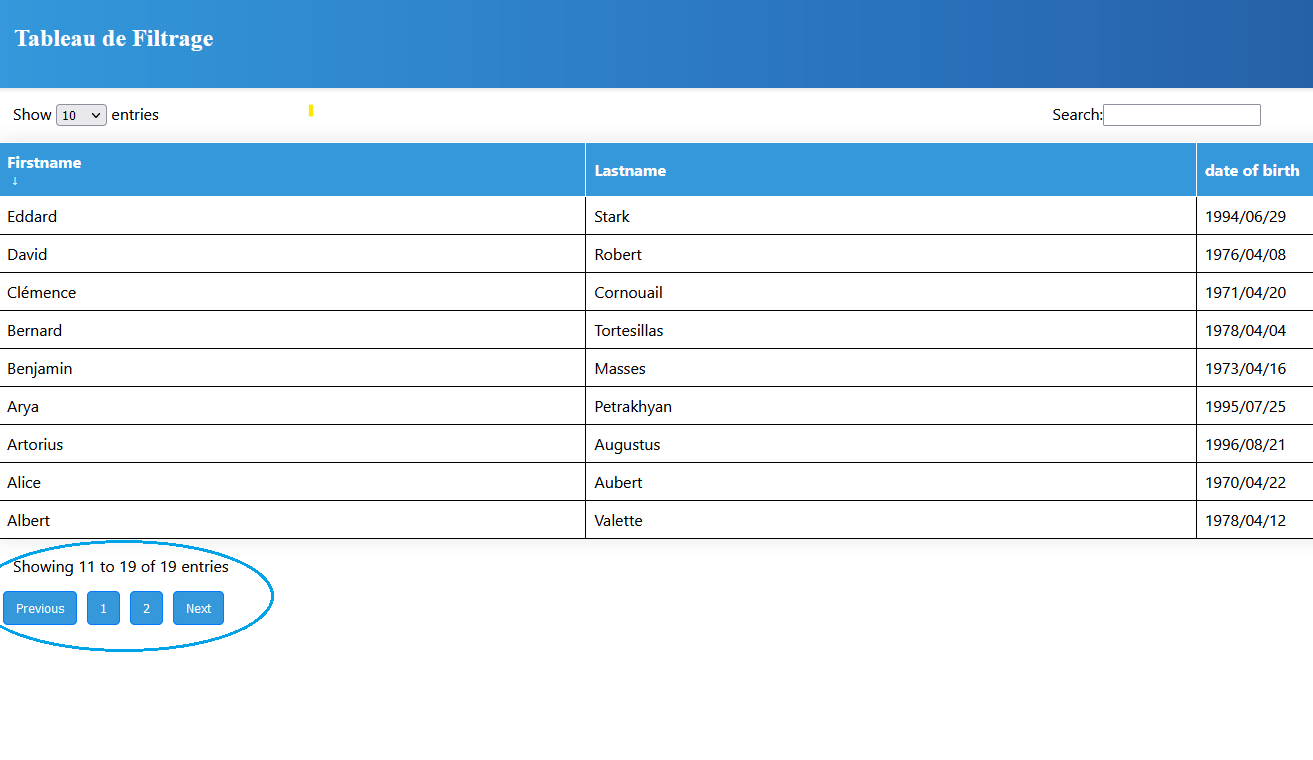 Tableau de Filtrage
Show 10 entries Search:
Firstname Lastname date of birth
↓
Eddard Stark 1994/06/29
David Robert 1976/04/08
Clémence Cornouail 1971/04/20
Bernard Tortesillas 1978/04/04
Benjamin Masses 1973/04/16
Arya Petrakhyan 1995/07/25
Artorius Augustus 1996/08/21
Alice Aubert 1970/04/22
Albert Valette 1978/04/12
Showing 11 to 19 of 19 entries
Previous 1 2 Next